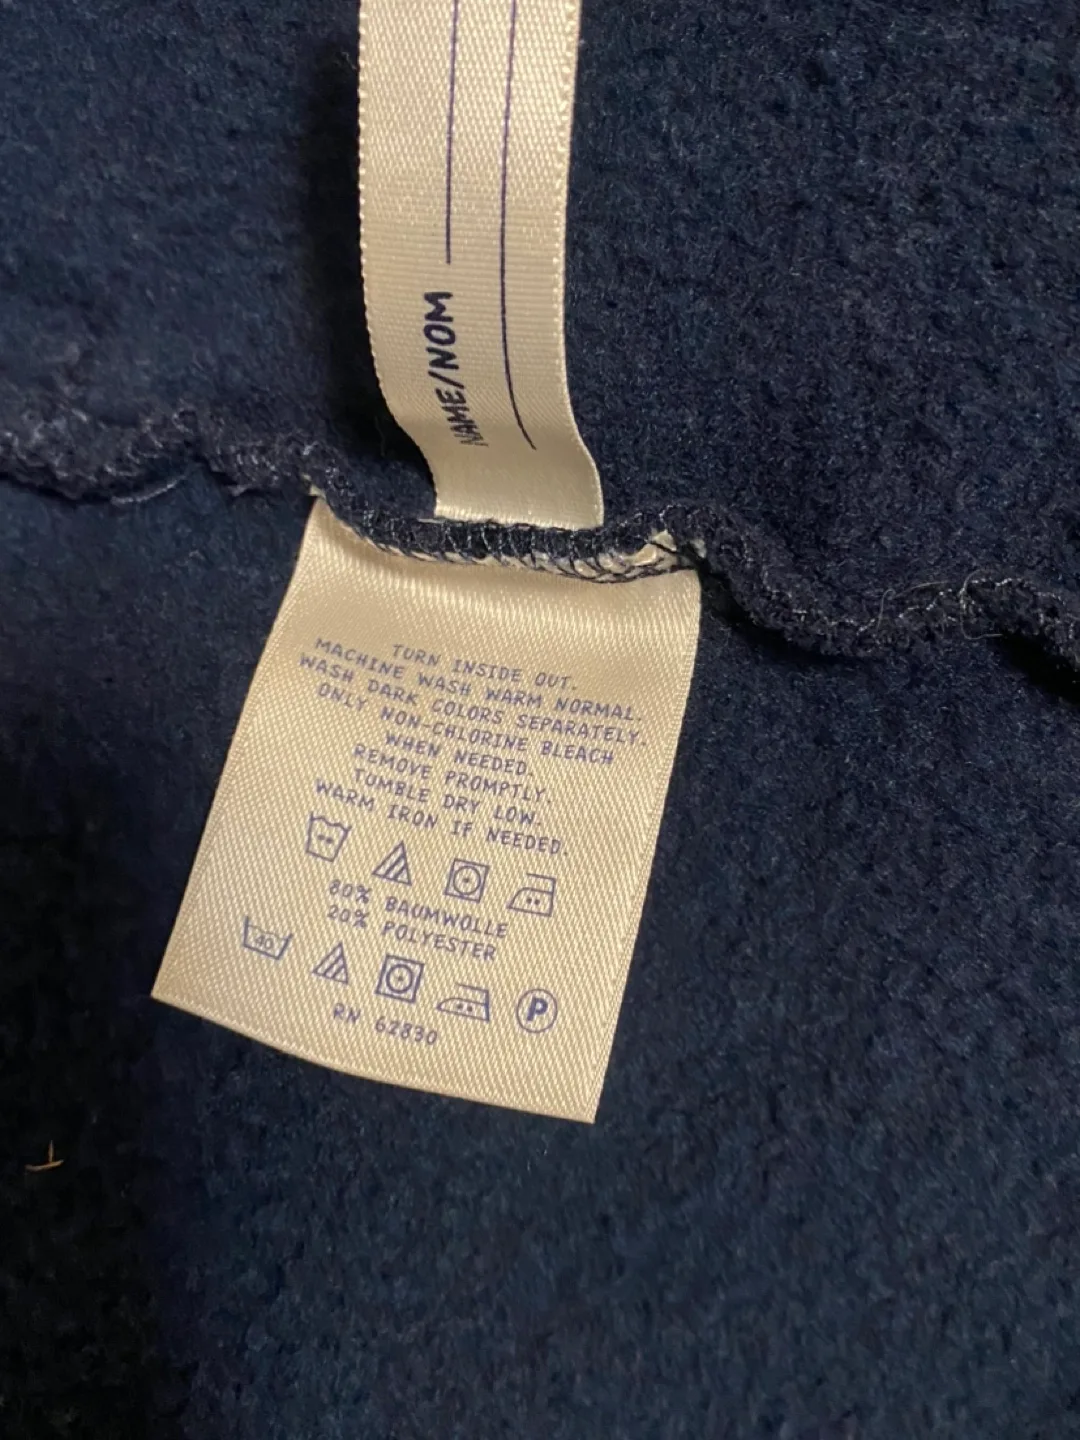 NAME/NOM
TURN INSIDE OUT.
MACHINE WASH WARM NORMAL.
WASH DARK COLORS SEPARATELY.
ONLY NON-CHLORINE BLEACH
WHEN NEEDED.
REMOVE PROMPTLY.
TUMBLE DRY LOW.
WARM IRON IF NEEDED.
80% BAUMWOLLE
20% POLYESTER
40
P
RN 62830